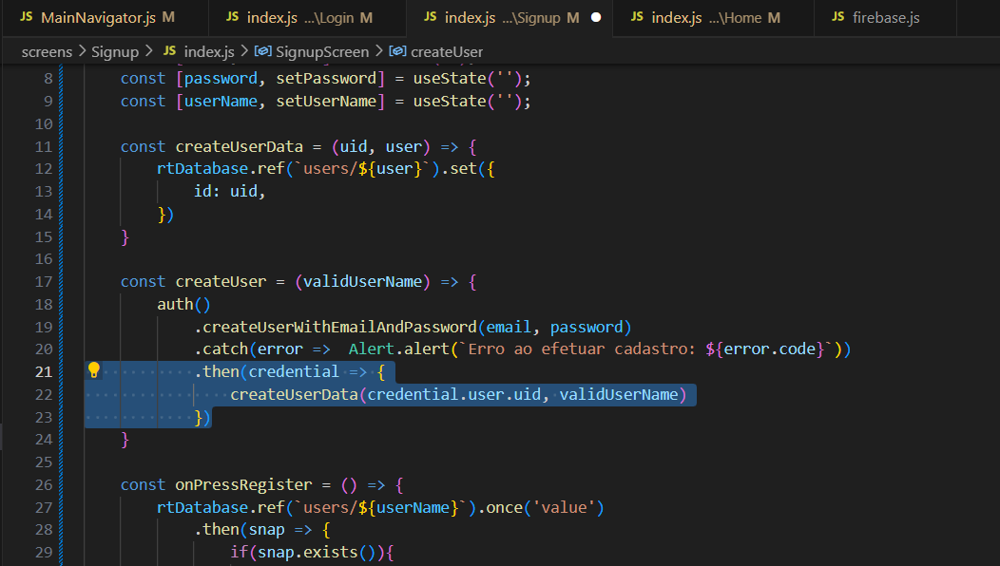 JS MainNavigator.js M JS index.js ...\Login M JS index.js ...\Signup M ● JS index.js ...\Home M JS firebase.js
screens > Signup > JS index.js > SignupScreen > createUser
8 const [password, setPassword] = useState('');
9 const [userName, setUserName] = useState('');
10
11 const createUserData = (uid, user) => {
12 rtDatabase.ref(`users/${user}`).set({
13 id: uid,
14 })
15 }
16
17 const createUser = (validUserName) => {
18 auth()
19 .createUserWithEmailAndPassword(email, password)
20 .catch(error => Alert.alert(`Erro ao efetuar cadastro: ${error.code}`))
21 .then(credential => {
22 createUserData(credential.user.uid, validUserName)
23 })
24 }
25
26 const onPressRegister = () => {
27 rtDatabase.ref(`users/${userName}`).once('value')
28 .then(snap => {
29 if(snap.exists()){